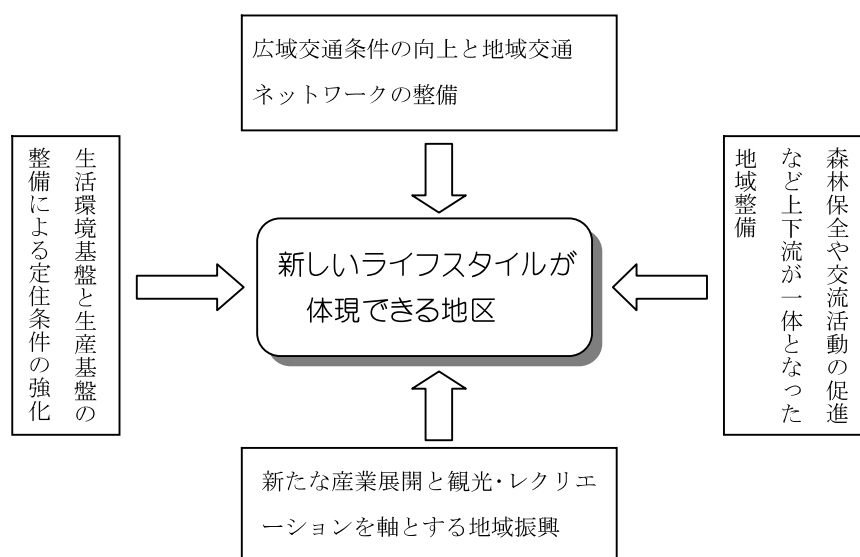 広域交通条件の向上と地域交通
ネットワークの整備
生活環境基盤と生産基盤の
整備による定住条件の強化
新しいライフスタイルが
体現できる地区
森林保全や交流活動の促進
など上下流が一体となった
地域整備
新たな産業展開と観光・レクリエ
ーションを軸とする地域振興